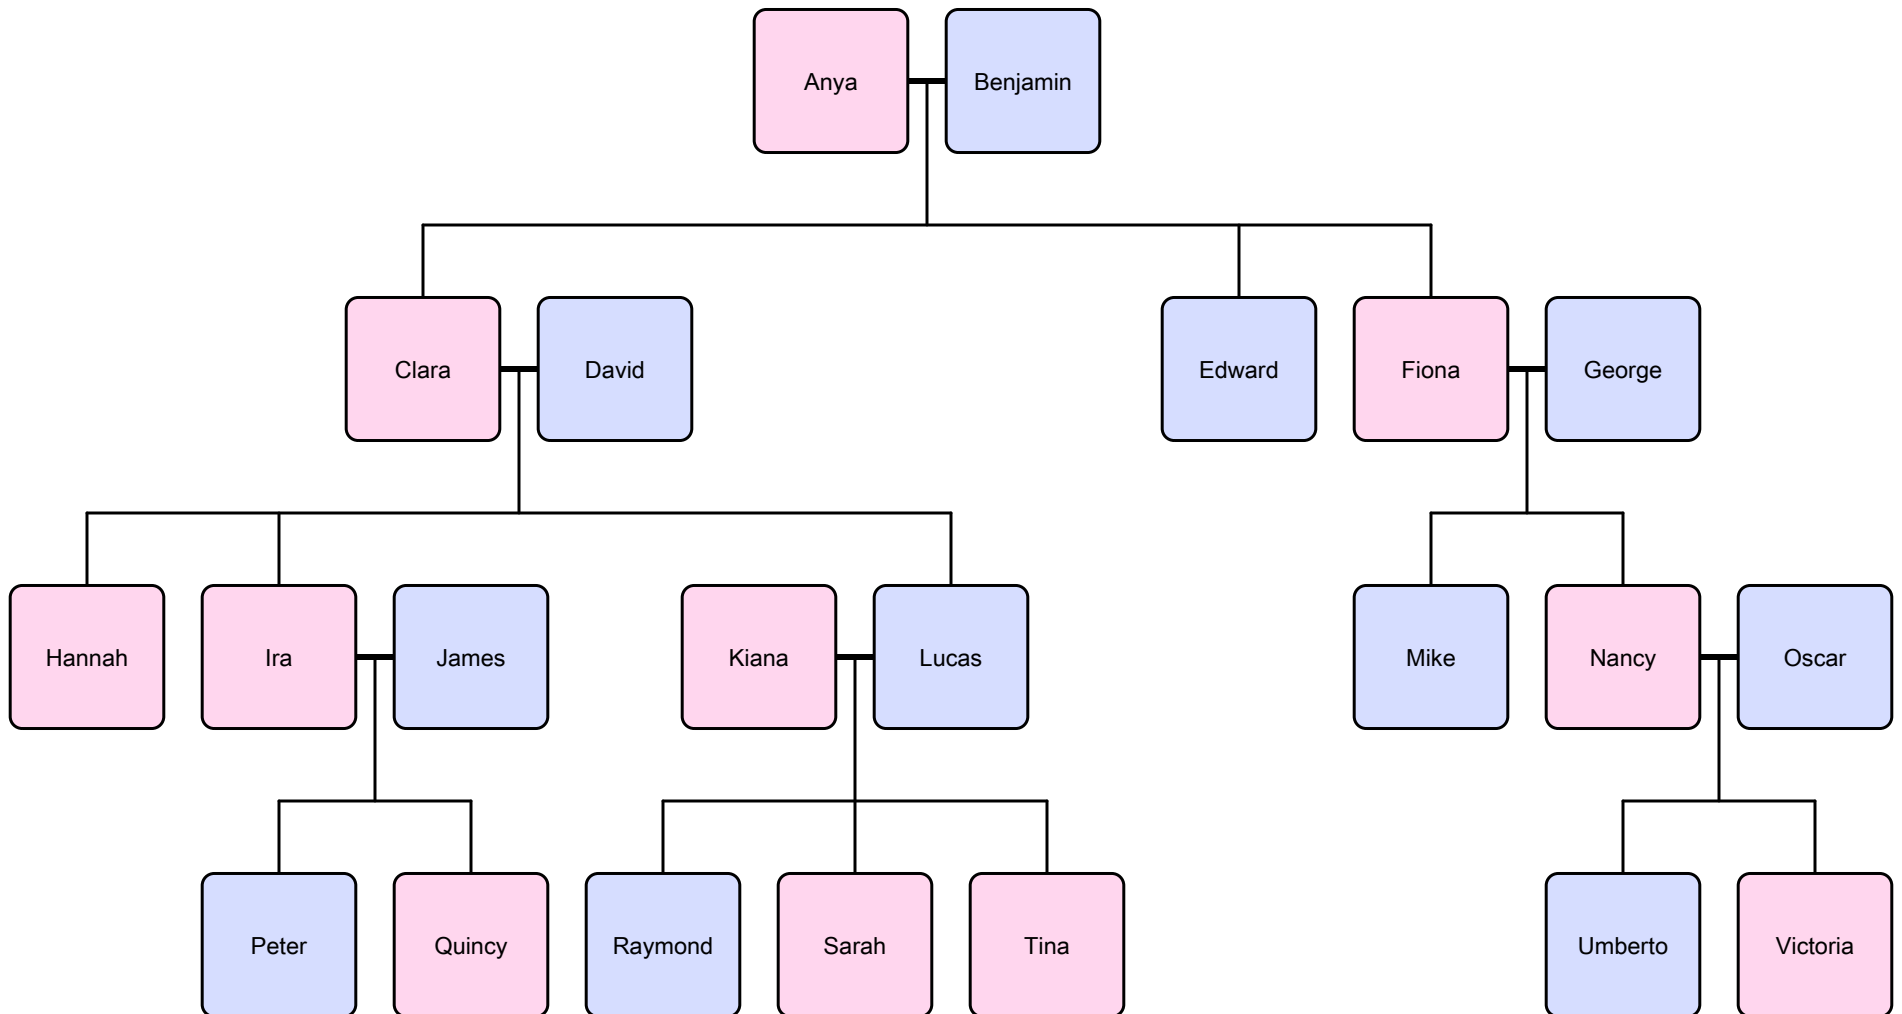 Anya
Benjamin
Clara
David
Edward
Fiona
George
Hannah
Ira
James
Kiana
Lucas
Mike
Nancy
Oscar
Peter
Quincy
Raymond
Sarah
Tina
Umberto
Victoria